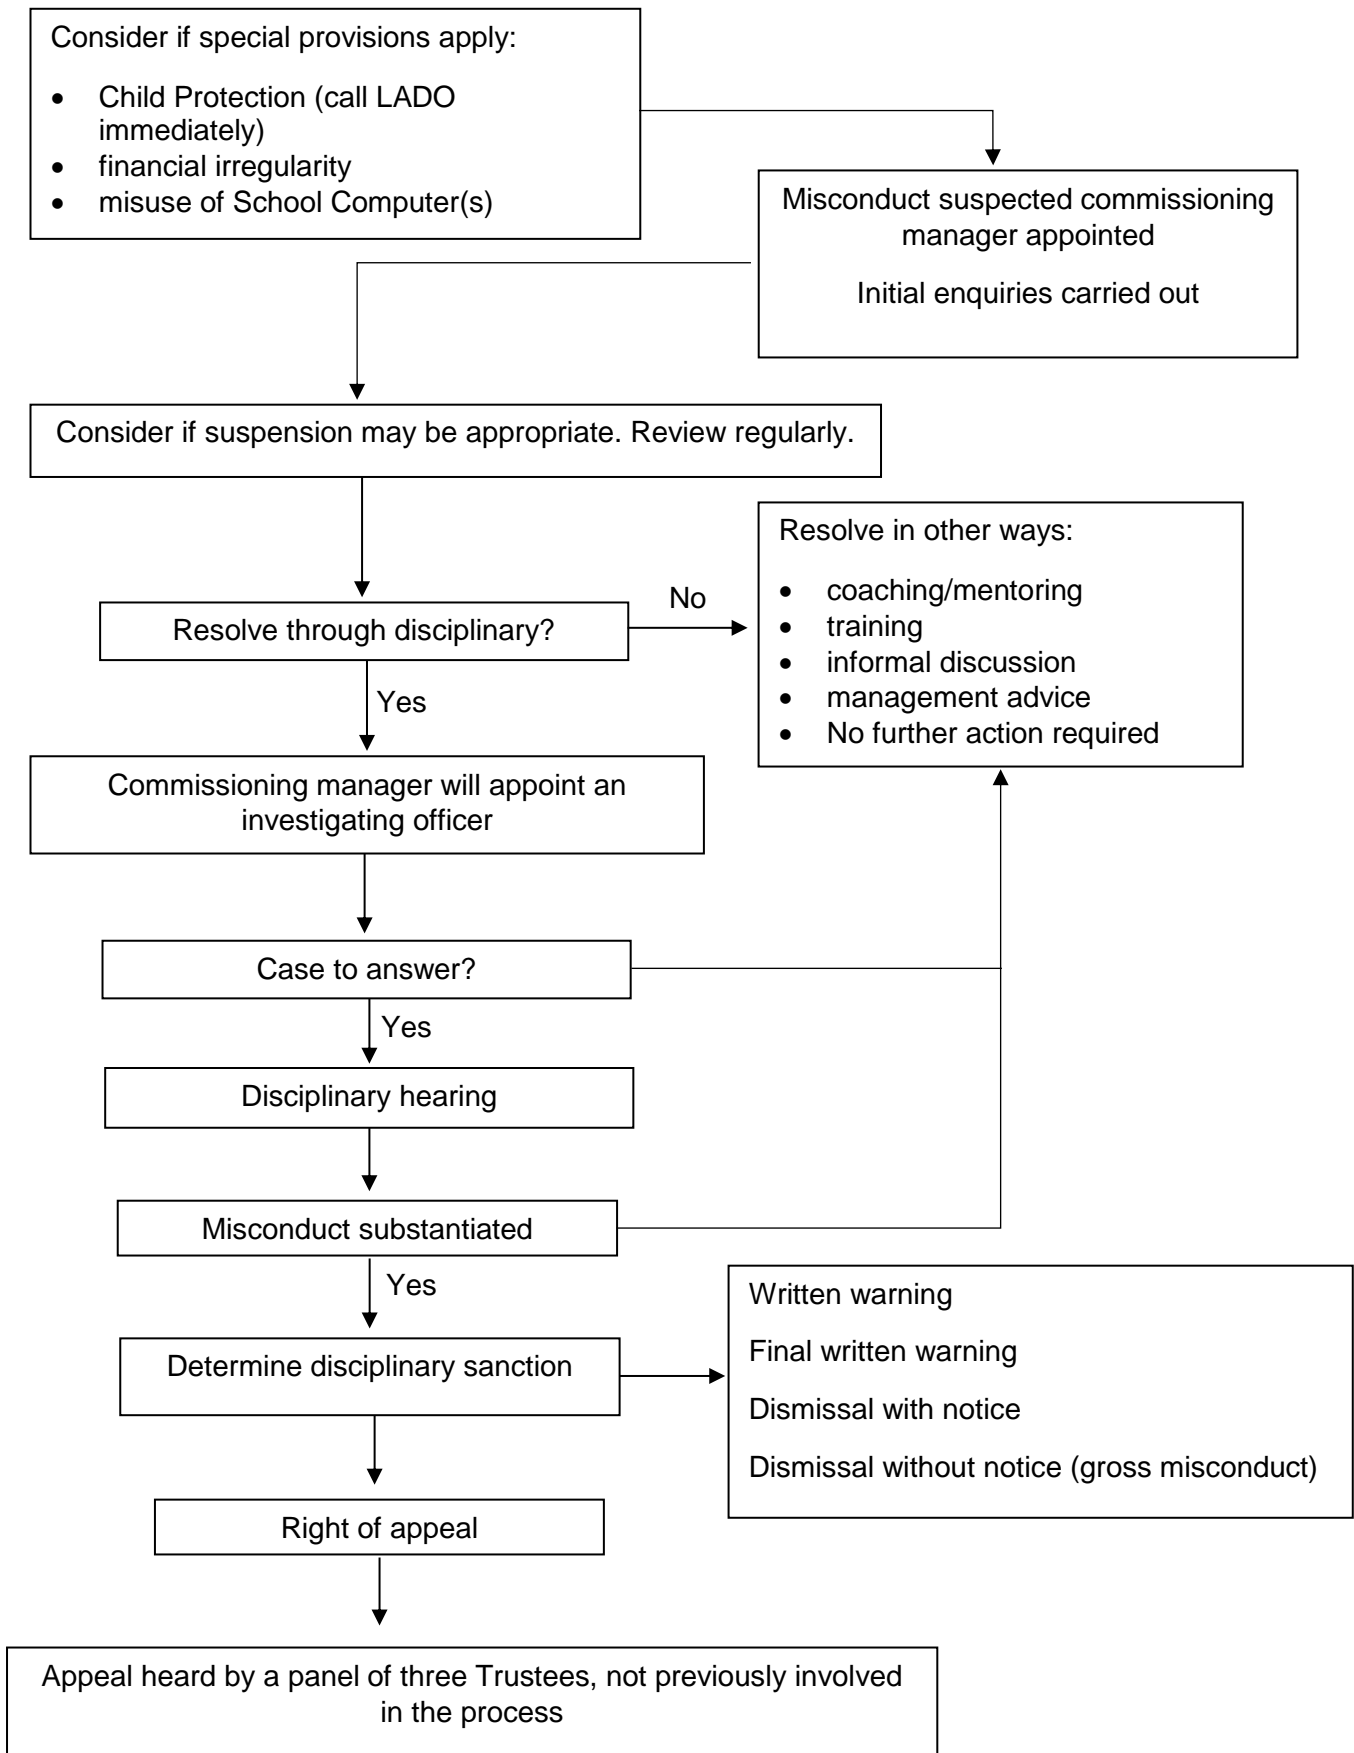 Consider if special provisions apply:
• Child Protection (call LADO
immediately)
• financial irregularity
• misuse of School Computer(s)
Misconduct suspected commissioning
manager appointed
Initial enquiries carried out
Consider if suspension may be appropriate. Review regularly.
Resolve through disciplinary?
No
Resolve in other ways:
• coaching/mentoring
• training
• informal discussion
• management advice
• No further action required
Yes
Commissioning manager will appoint an
investigating officer
Case to answer?
Yes
Disciplinary hearing
Misconduct substantiated
Yes
Determine disciplinary sanction
Written warning
Final written warning
Dismissal with notice
Dismissal without notice (gross misconduct)
Right of appeal
Appeal heard by a panel of three Trustees, not previously involved
in the process